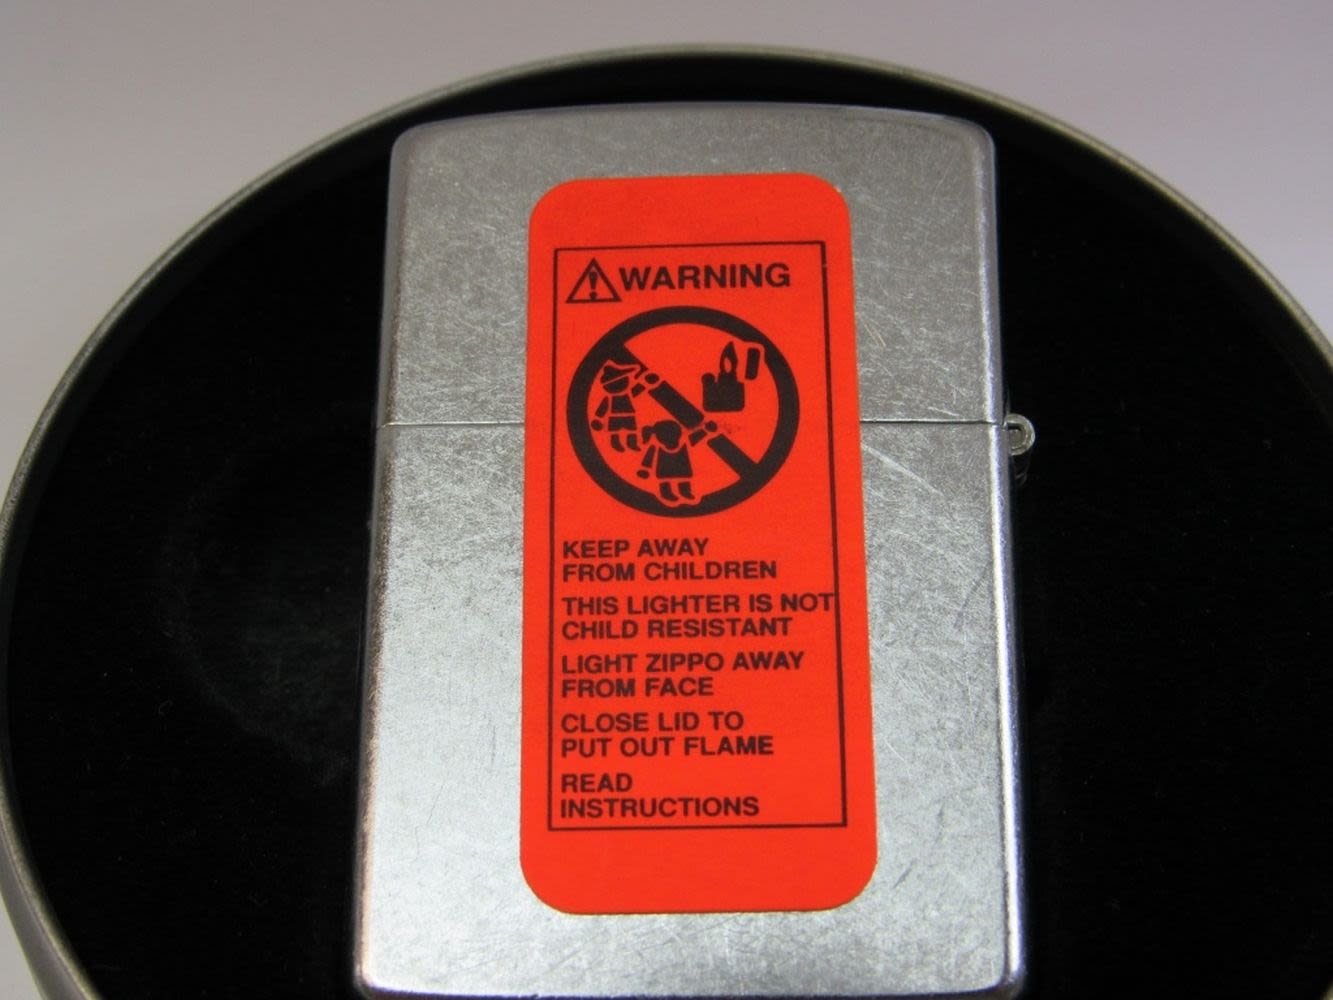 WARNING
KEEP AWAY
FROM CHILDREN
THIS LIGHTER IS NOT
CHILD RESISTANT
LIGHT ZIPPO AWAY
FROM FACE
CLOSE LID TO
PUT OUT FLAME
READ
INSTRUCTIONS